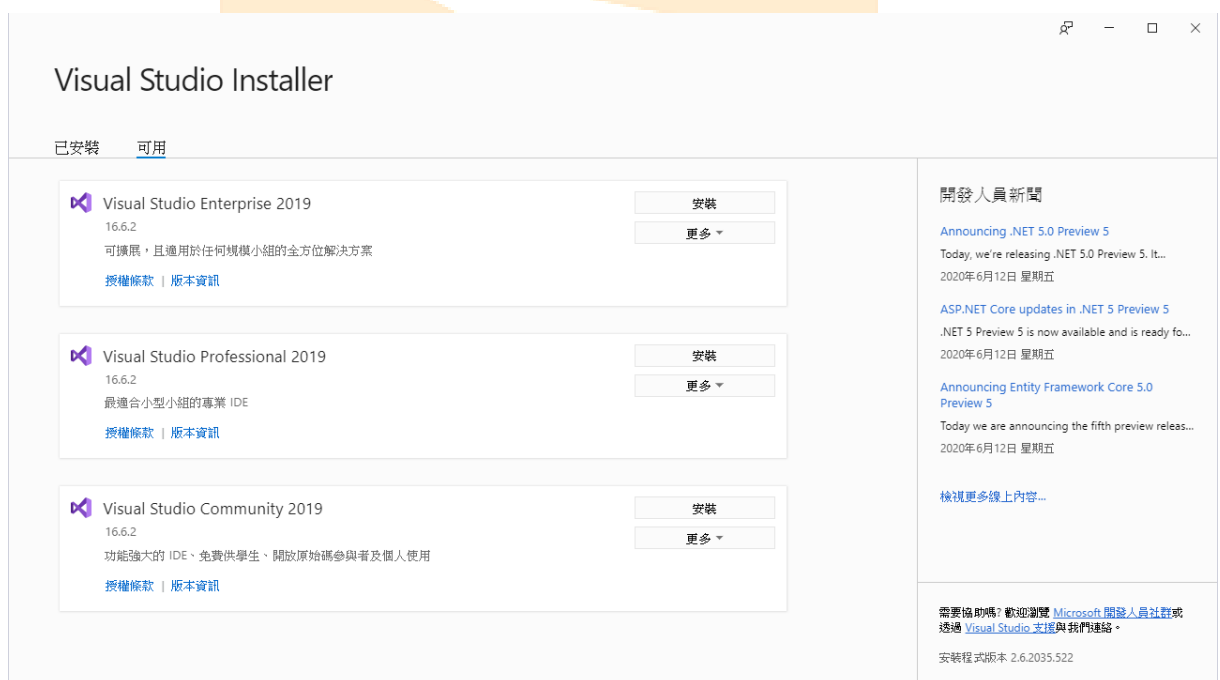 Visual Studio Installer
已安裝
可用
Visual Studio Enterprise 2019
16.6.2
可擴展，且適用於任何規模小組的全方位解決方案
授權條款 | 版本資訊
安裝
更多
Visual Studio Professional 2019
16.6.2
最適合小型小組的專業 IDE
授權條款 | 版本資訊
安裝
更多
Visual Studio Community 2019
16.6.2
功能強大的 IDE、免費供學生、開放原始碼參與者及個人使用
授權條款 | 版本資訊
安裝
更多
開發人員新聞
Announcing .NET 5.0 Preview 5
Today, we're releasing .NET 5.0 Preview 5. It...
2020年6月12日 星期五
ASP.NET Core updates in .NET 5 Preview 5
.NET 5 Preview 5 is now available and is ready fo...
2020年6月12日 星期五
Announcing Entity Framework Core 5.0
Preview 5
Today we are announcing the fifth preview releas...
2020年6月12日 星期五
檢視更多線上內容...
需要協助嗎? 歡迎瀏覽 Microsoft 開發人員社群或
透過 Visual Studio 支援與我們連絡。
安裝程式版本 2.6.2035.522